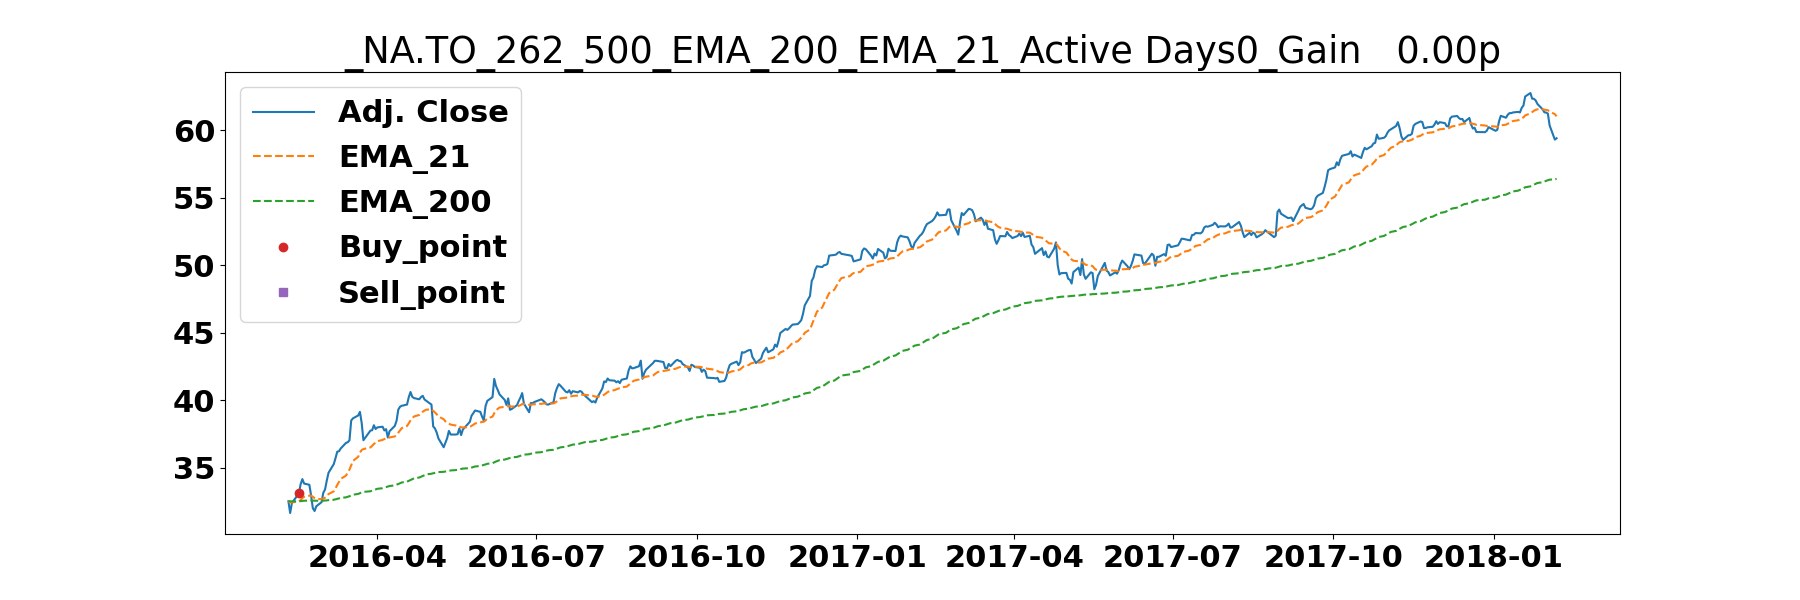 _NA.TO_262_500_EMA_200_EMA_21_Active Days0_Gain   0.00p
Adj. Close
EMA_21
EMA_200
Buy_point
Sell_point
60
55
50
45
40
35
2016-04 2016-07 2016-10 2017-01 2017-04 2017-07 2017-10 2018-01